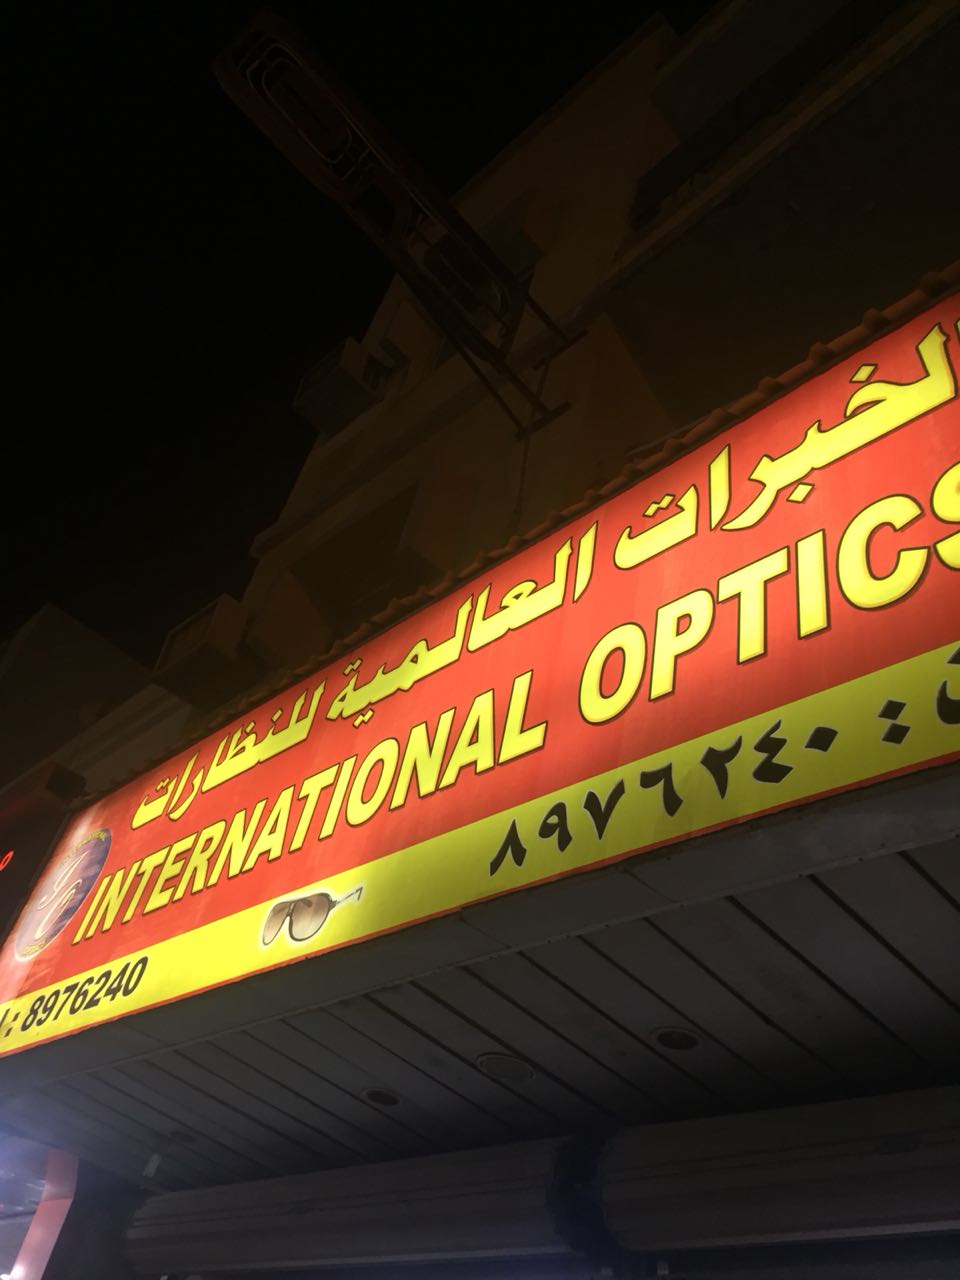 الخبرات العالمية للنظارات
INTERNATIONAL OPTICS
: 8976240
: ٨٩٧٦٢٤٠